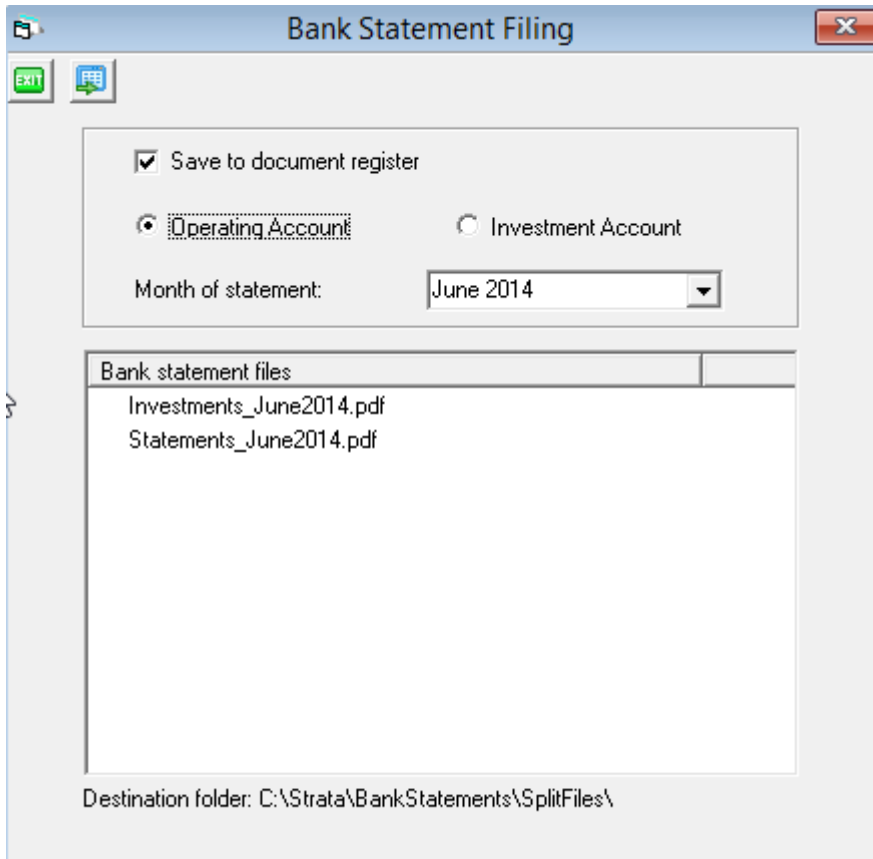 Bank Statement Filing
EXIT
Save to document register
Operating Account Investment Account
Month of statement: June 2014
Bank statement files
Investments_June2014.pdf
Statements_June2014.pdf
Destination folder: C:\Strata\BankStatements\SplitFiles\